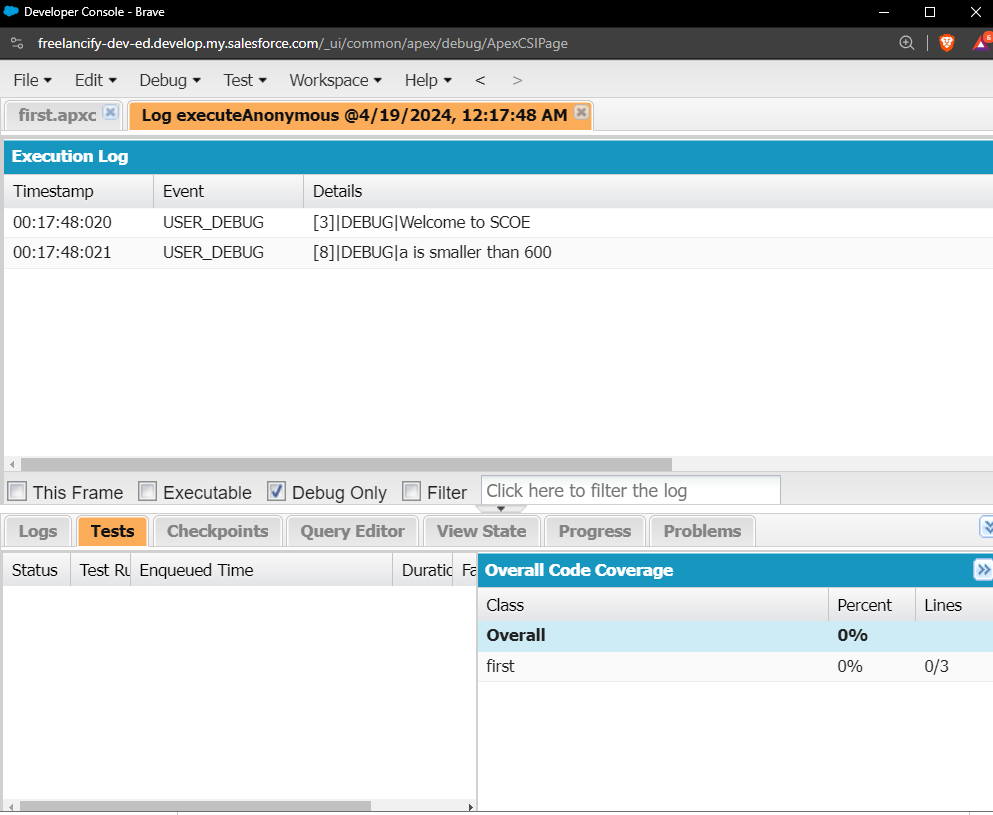 Developer Console - Brave
freelancify-dev-ed.develop.my.salesforce.com/_ui/common/apex/debug/ApexCSIPage
6
File Edit Debug Test Workspace Help < >
first.apxc Log executeAnonymous @4/19/2024, 12:17:48 AM
Execution Log
Timestamp Event Details
00:17:48:020 USER_DEBUG [3]|DEBUG|Welcome to SCOE
00:17:48:021 USER_DEBUG [8]|DEBUG|a is smaller than 600
This Frame Executable Debug Only Filter Click here to filter the log
Logs Tests Checkpoints Query Editor View State Progress Problems
Status Test Ru Enqueued Time Duratic Fa
Overall Code Coverage
Class Percent Lines
Overall 0%
first 0% 0/3